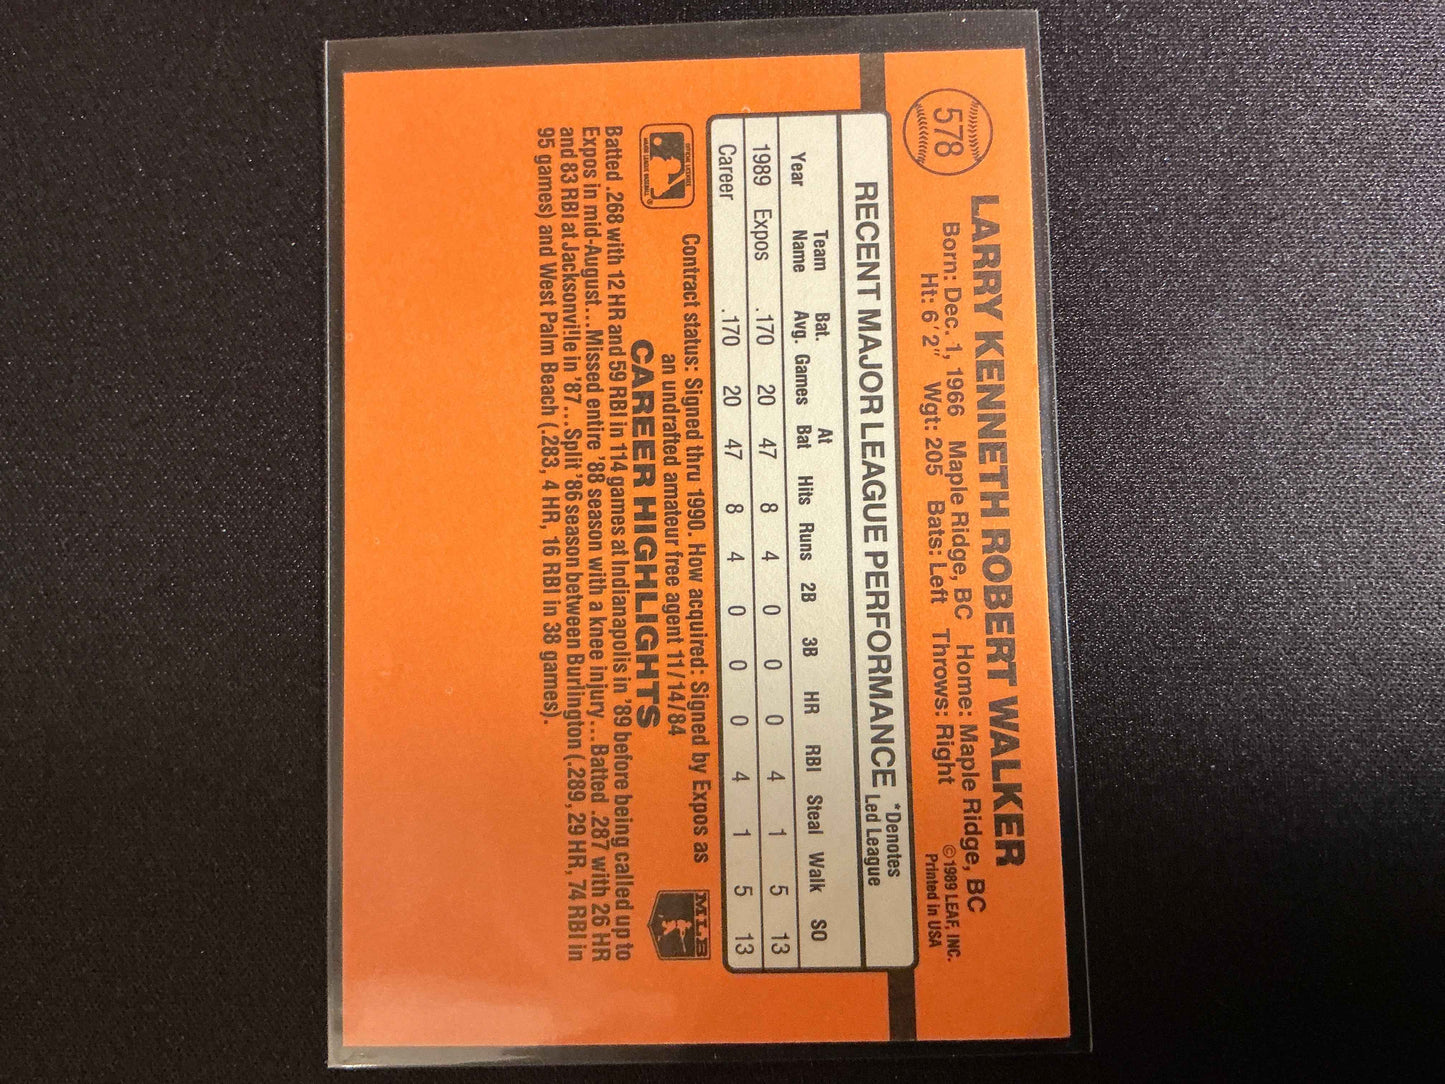 578
LARRY KENNETH ROBERT WALKER
Born: Dec. 1, 1966 Maple Ridge, BC Home: Maple Ridge, BC
Ht: 6'2" Wgt: 205 Bats: Left Throws: Right
©1989 LEAF, INC.
Printed in USA
RECENT MAJOR LEAGUE PERFORMANCE *Denotes Led League
Year Team Name Bat. Avg. Games At Bat Hits Runs 2B 3B HR RBI Steal Walk SO
1989 Expos .170 20 47 8 4 0 0 0 4 1 5 13
Career .170 20 47 8 4 0 0 0 4 1 5 13
Contract status: Signed thru 1990. How acquired: Signed by Expos as
an undrafted amateur free agent 11/14/84
MLB
CAREER HIGHLIGHTS
Batted .268 with 12 HR and 59 RBI in 114 games at Indianapolis in '89 before being called up to
Expos in mid-August...Missed entire '88 season with a knee injury...Batted .287 with 26 HR
and 83 RBI at Jacksonville in '87...Split '86 season between Burlington (.289, 29 HR, 74 RBI in
95 games) and West Palm Beach (.283, 4 HR, 16 RBI in 38 games).